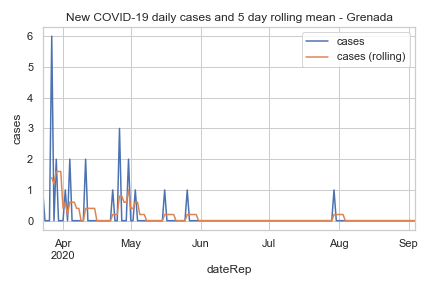 New COVID-19 daily cases and 5 day rolling mean - Grenada
cases
cases (rolling)
cases
6
5
4
3
2
1
0
Apr May Jun Jul Aug Sep
2020
dateRep